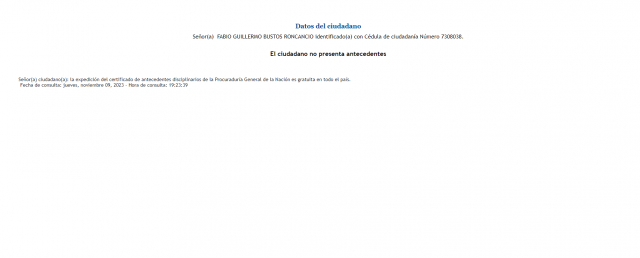 Datos del ciudadano
Señor(a) FABIO GUILLERMO BUSTOS RONCANCIO identificado(a) con Cédula de ciudadanía Número 7308038.
El ciudadano no presenta antecedentes
Señor(a) ciudadano(a): la expedición del certificado de antecedentes disciplinarios de la Procuraduría General de la Nación es gratuita en todo el país.
Fecha de consulta: jueves, noviembre 09, 2023 - Hora de consulta: 19:23:39